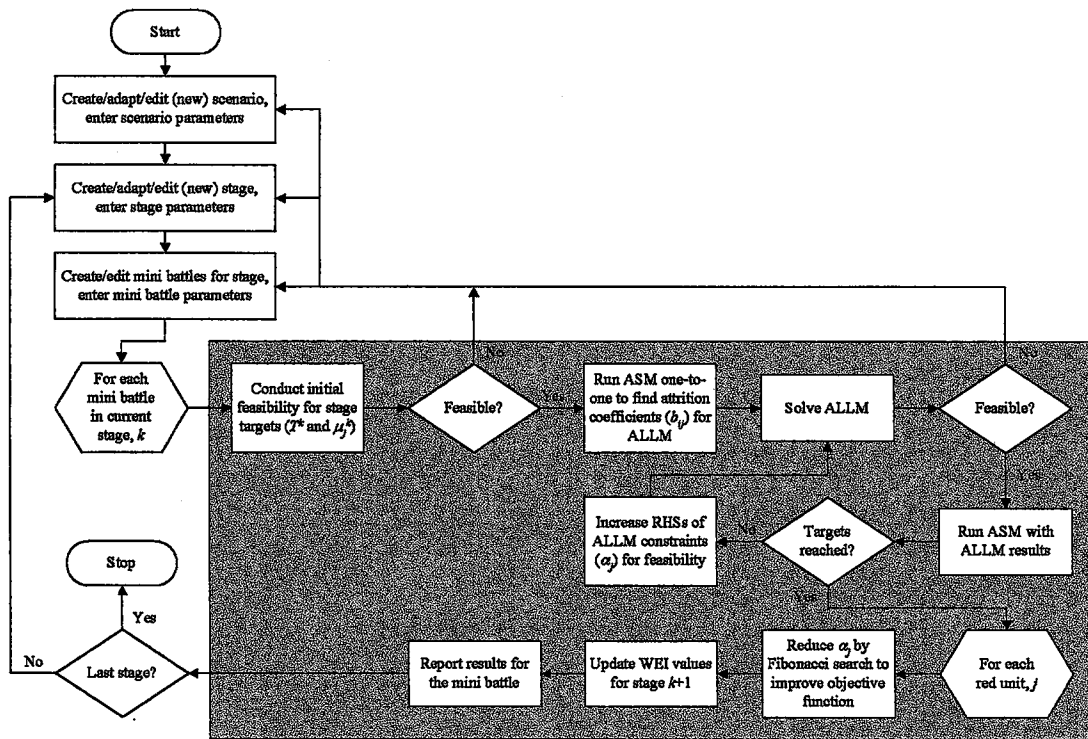 Start
Create/adapt/edit (new) scenario,
enter scenario parameters
Create/adapt/edit (new) stage,
enter stage parameters
Create/edit mini battles for stage,
enter mini battle parameters
For each
mini battle
in current
stage, k
Conduct initial
feasibility for stage
targets (T^k and μ_j^k)
Feasible?
No
Yes
Run ASM one-to-
one to find attrition
coefficients (b_ij) for
ALLM
Solve ALLM
Feasible?
No
Yes
Run ASM with
ALLM results
Targets
reached?
No
Yes
Increase RHSs of
ALLM constraints
(α_j) for feasibility
For each
red unit, j
Reduce α_j by
Fibonacci search to
improve objective
function
Update WEI values
for stage k+1
Report results for
the mini battle
Last stage?
No
Yes
Stop